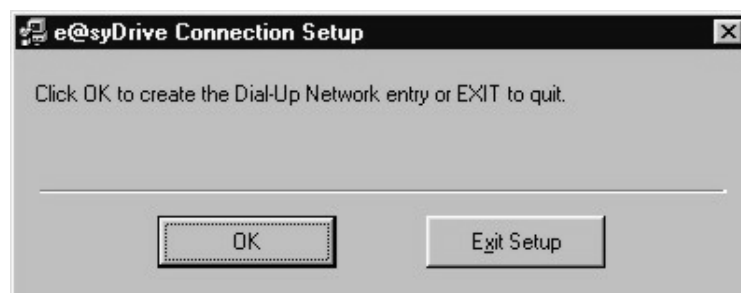 e@syDrive Connection Setup
Click OK to create the Dial-Up Network entry or EXIT to quit.
OK
Exit Setup